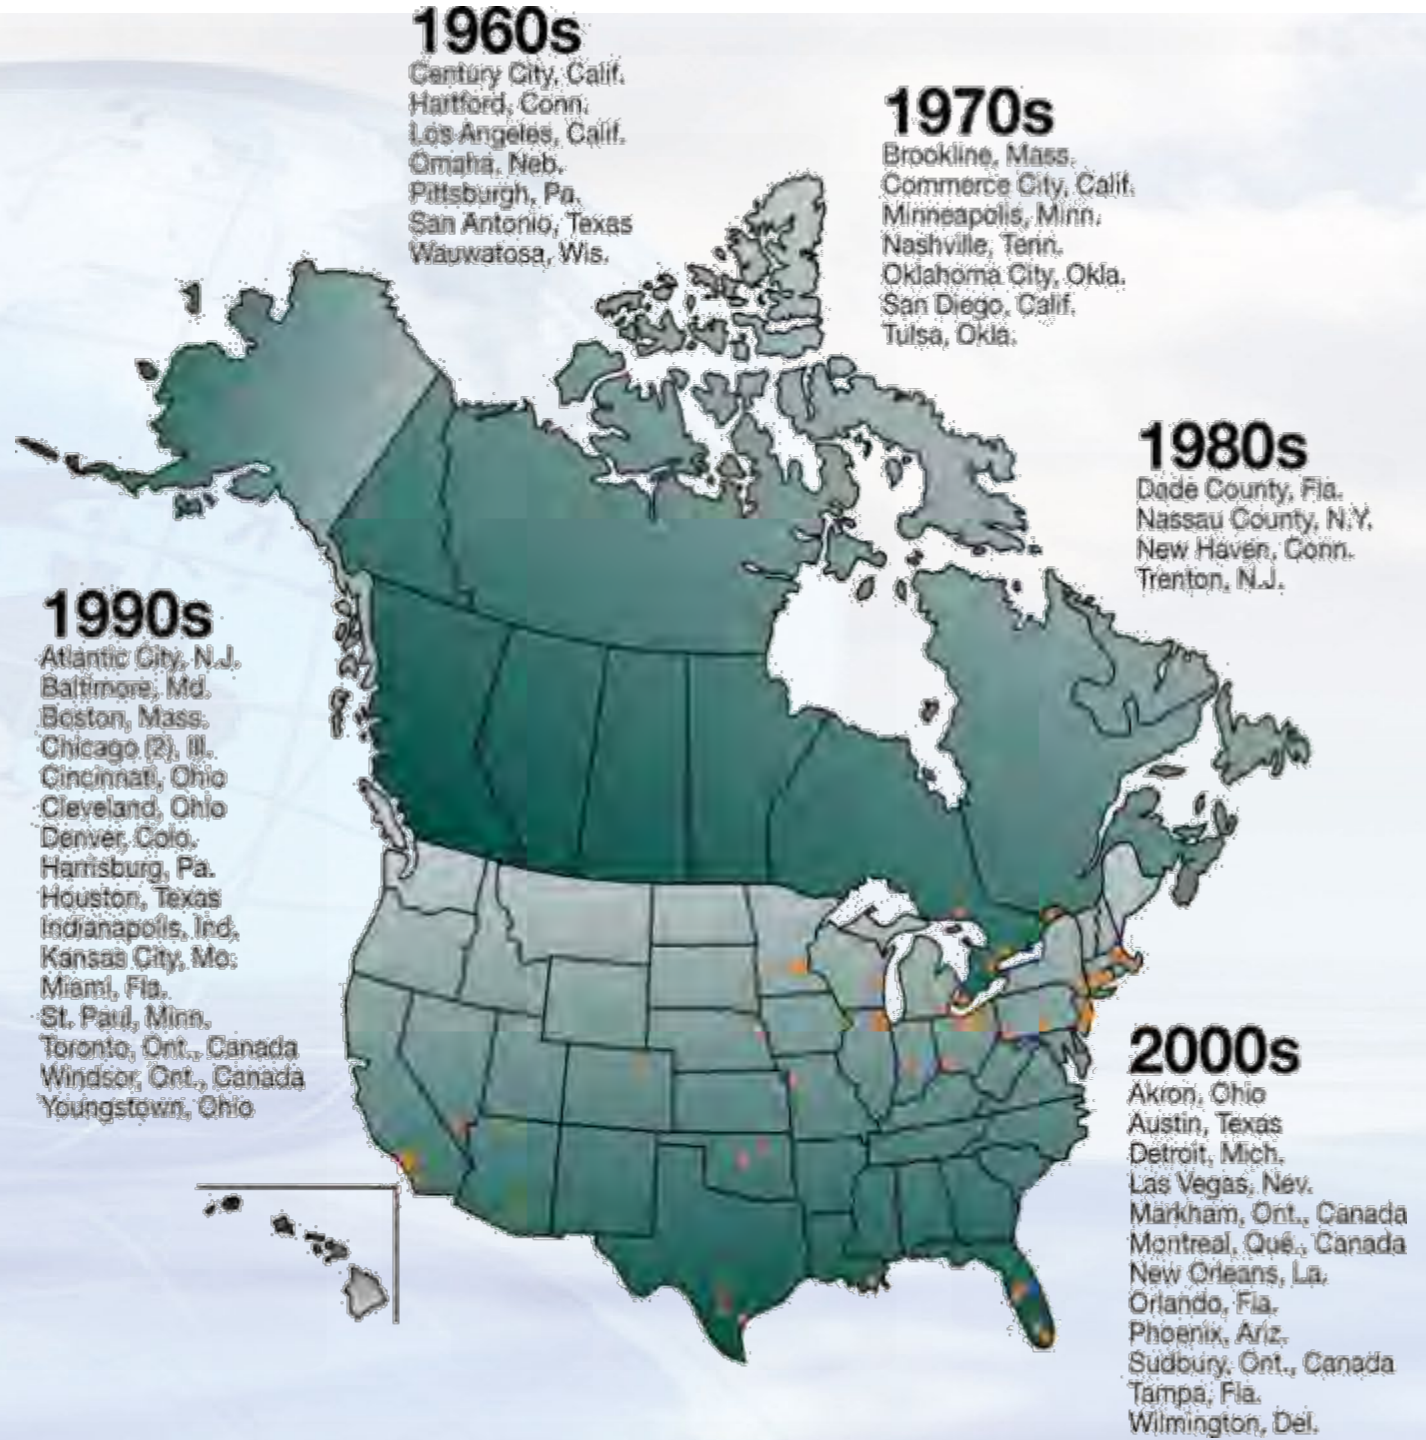 1960s
Century City, Calif.
Hartford, Conn.
Los Angeles, Calif.
Omaha, Neb.
Pittsburgh, Pa.
San Antonio, Texas
Wauwatosa, Wis.
1970s
Brookline, Mass.
Commerce City, Calif.
Minneapolis, Minn.
Nashville, Tenn.
Oklahoma City, Okla.
San Diego, Calif.
Tulsa, Okla.
1980s
Dade County, Fla.
Nassau County, N.Y.
New Haven, Conn.
Trenton, N.J.
1990s
Atlantic City, N.J.
Baltimore, Md.
Boston, Mass.
Chicago (2), Ill.
Cincinnati, Ohio
Cleveland, Ohio
Denver, Colo.
Harrisburg, Pa.
Houston, Texas
Indianapolis, Ind.
Kansas City, Mo.
Miami, Fla.
St. Paul, Minn.
Toronto, Ont., Canada
Windsor, Ont., Canada
Youngstown, Ohio
2000s
Akron, Ohio
Austin, Texas
Detroit, Mich.
Las Vegas, Nev.
Markham, Ont., Canada
Montreal, Qué., Canada
New Orleans, La.
Orlando, Fla.
Phoenix, Ariz.
Sudbury, Ont., Canada
Tampa, Fla.
Wilmington, Del.